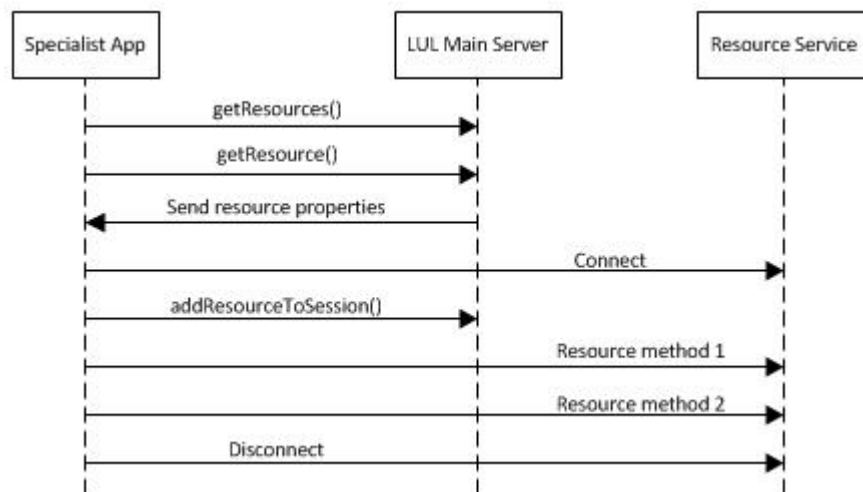 Specialist App
LUL Main Server
Resource Service
getResources()
getResource()
Send resource properties
Connect
addResourceToSession()
Resource method 1
Resource method 2
Disconnect